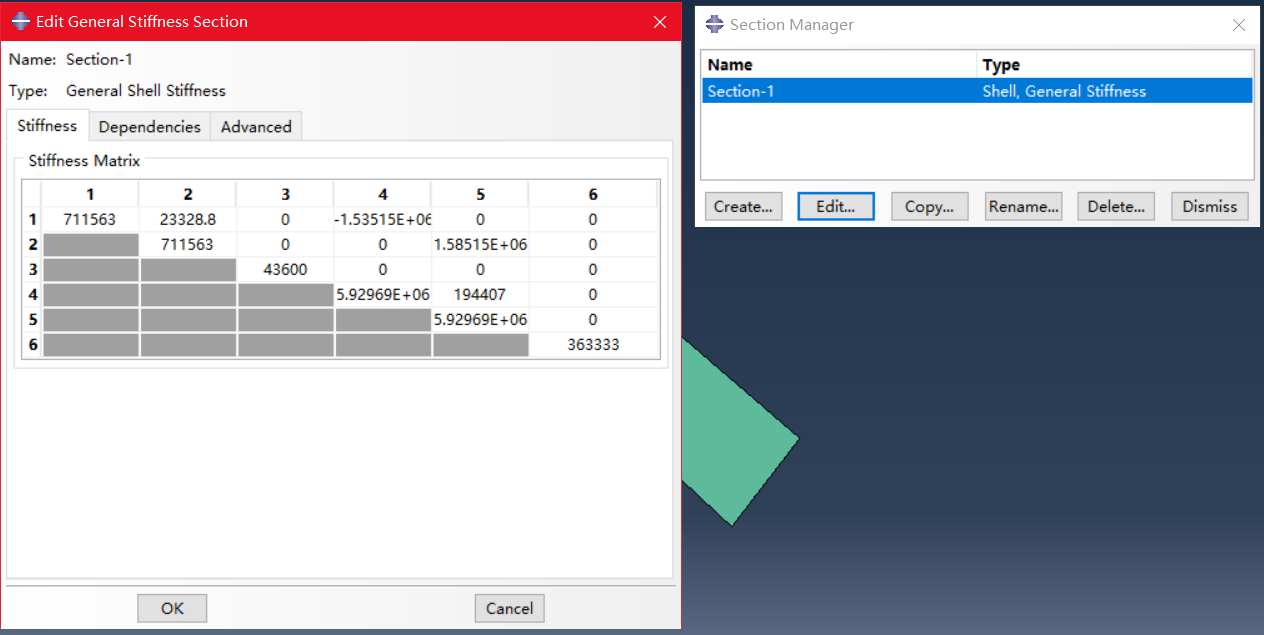 Edit General Stiffness Section
Name: Section-1
Type: General Shell Stiffness
Stiffness Dependencies Advanced
Stiffness Matrix
1 2 3 4 5 6
1 711563 23328.8 0 -1.53515E+06 0 0
2 711563 0 0 1.58515E+06 0
3 43600 0 0 0
4 5.92969E+06 194407 0
5 5.92969E+06 0
6 363333
OK Cancel
Section Manager
Name Type
Section-1 Shell, General Stiffness
Create... Edit... Copy... Rename... Delete... Dismiss